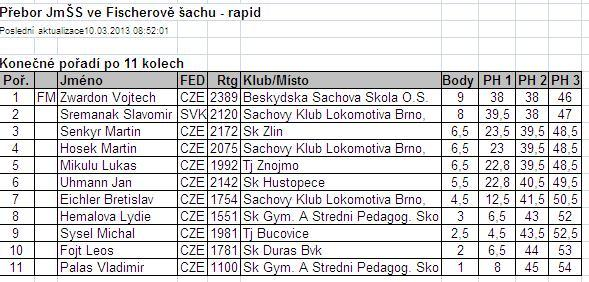 Přebor JmŠS ve Fischerově šachu - rapid
Poslední aktualizace10.03.2013 08:52:01
Konečné pořadí po 11 kolech
Poř. Jméno FED Rtg Klub/Místo Body PH 1 PH 2 PH 3
1 FM Zwardon Vojtech CZE 2389 Beskydska Sachova Skola O.S. 9 38 38 46
2 Sremanak Slavomir SVK 2120 Sachovy Klub Lokomotiva Brno, 8 39,5 38 47
3 Senkyr Martin CZE 2172 Sk Zlin 6,5 23,5 39,5 48,5
4 Hosek Martin CZE 2075 Sachovy Klub Lokomotiva Brno, 6,5 23 39,5 48,5
5 Mikulu Lukas CZE 1992 Tj Znojmo 6,5 22,8 39,5 48,5
6 Uhmann Jan CZE 2142 Sk Hustopece 5,5 22,8 40,5 49,5
7 Eichler Bretislav CZE 1754 Sachovy Klub Lokomotiva Brno, 4,5 12,5 41,5 50,5
8 Hemalova Lydie CZE 1551 Sk Gym. A Stredni Pedagog. Sko 3 6,5 43 52
9 Sysel Michal CZE 1981 Tj Bucovice 2,5 4,5 43,5 52,5
10 Fojt Leos CZE 1781 Sk Duras Bvk 2 6,5 44 53
11 Palas Vladimir CZE 1100 Sk Gym. A Stredni Pedagog. Sko 1 8 45 54